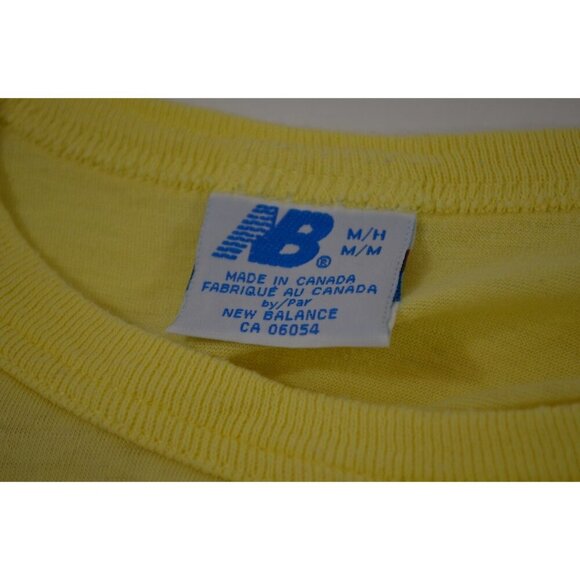 NB®
M/H
M/M
MADE IN CANADA
FABRIQUÉ AU CANADA
by/Par
NEW BALANCE
CA 06054